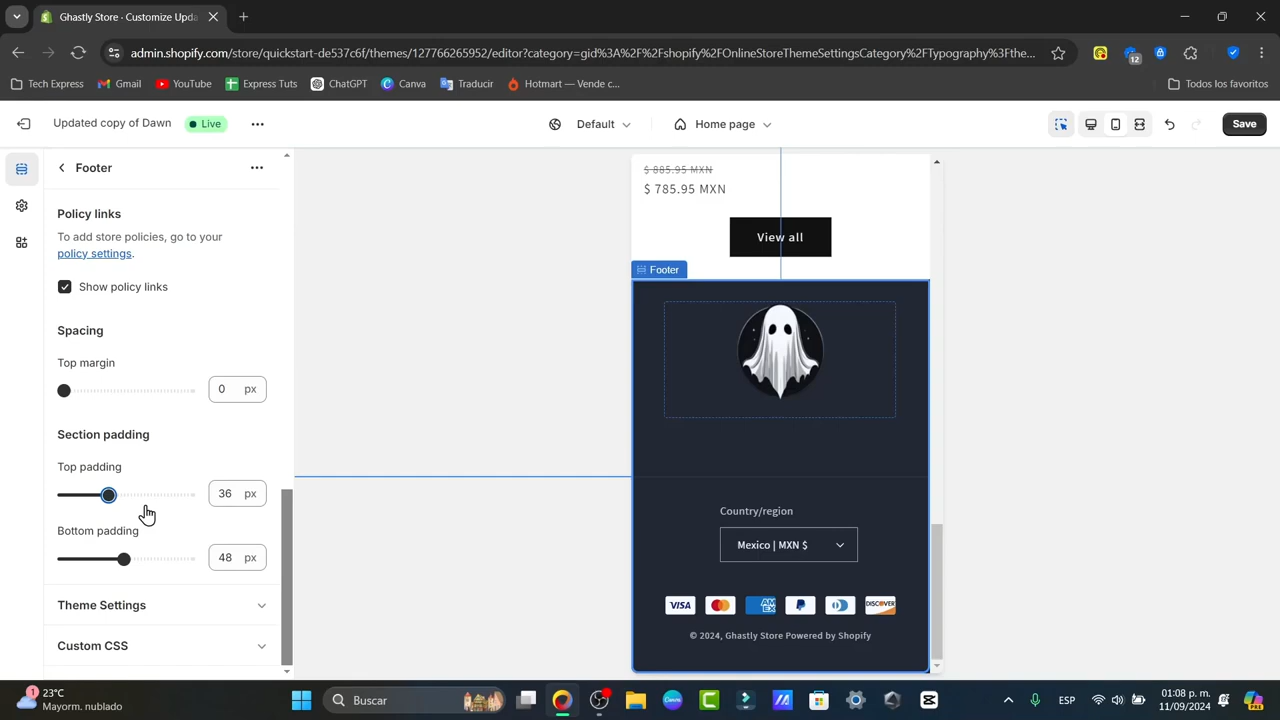 Ghastly Store - Customize Upda
admin.shopify.com/store/quickstart-de537c6f/themes/127766265952/editor?category=gid%3A%2F%2Fshopify%2FOnlineStoreThemeSettingsCategory%2FTypography%3Fthe...
12
Tech Express
Gmail
YouTube
Express Tuts
ChatGPT
Canva
Traducir
Hotmart — Vende c...
Todos los favoritos
Updated copy of Dawn
Live
Default
Home page
Save
Footer
Policy links
To add store policies, go to your
policy settings.
Show policy links
Spacing
Top margin
0 px
Section padding
Top padding
36 px
Bottom padding
48 px
Theme Settings
Custom CSS
$ 885.95 MXN
$ 785.95 MXN
View all
Footer
Country/region
Mexico | MXN $
VISA
AMEX
DISCOVER
© 2024, Ghastly Store Powered by Shopify
1
23°C
Mayorm. nublado
Buscar
ESP
01:08 p. m.
11/09/2024